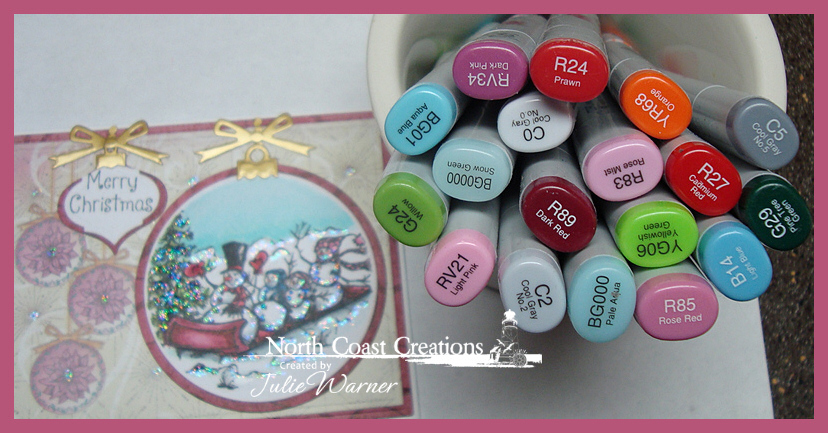 Merry
Christmas
RV34
Dark Pink
R24
Prawn
YR68
Orange
C5
Cool Gray
No.5
BG01
Aqua Blue
C0
Cool Gray
No.0
BG0000
Snow Green
R83
Rose Mist
R27
Cadmium
Red
G24
Willow
R89
Dark Red
YG06
Yellowish
Green
G29
Pine Tree
Green
RV21
Light Pink
C2
Cool Gray
No.2
BG000
Pale Aqua
R85
Rose Red
B14
Light Blue
North Coast Creations
Created by
Julie Warner